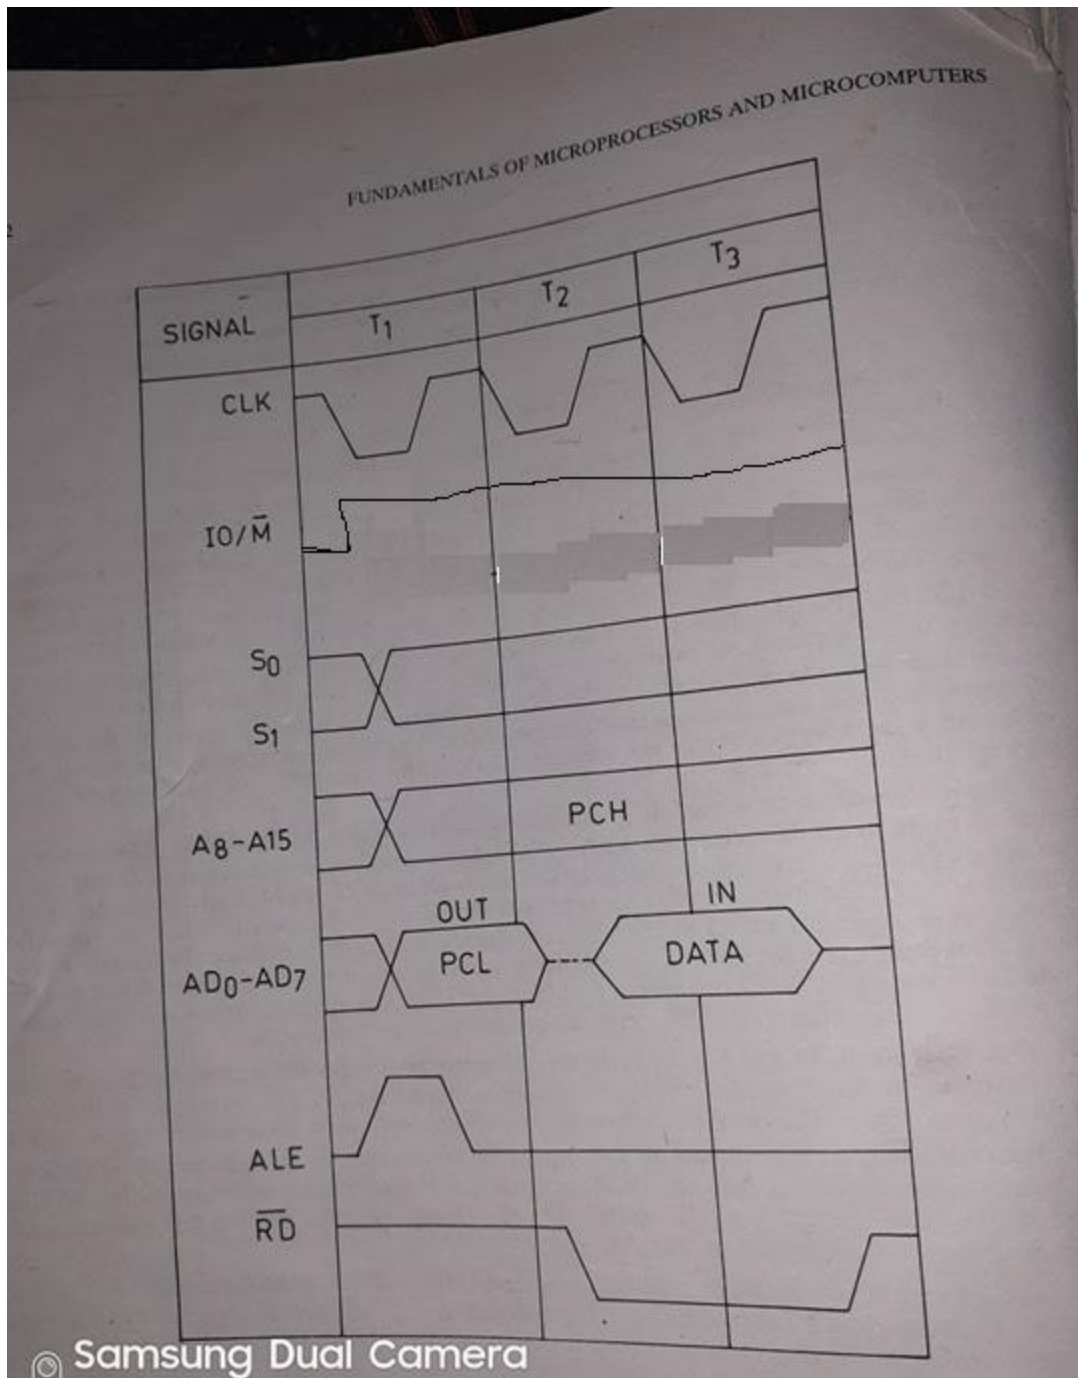 FUNDAMENTALS OF MICROPROCESSORS AND MICROCOMPUTERS
2
SIGNAL T1 T2 T3
CLK
IO/M̅
S0
S1
A8-A15 PCH
OUT IN
AD0-AD7 PCL DATA
ALE
R̅D̅
Samsung Dual Camera